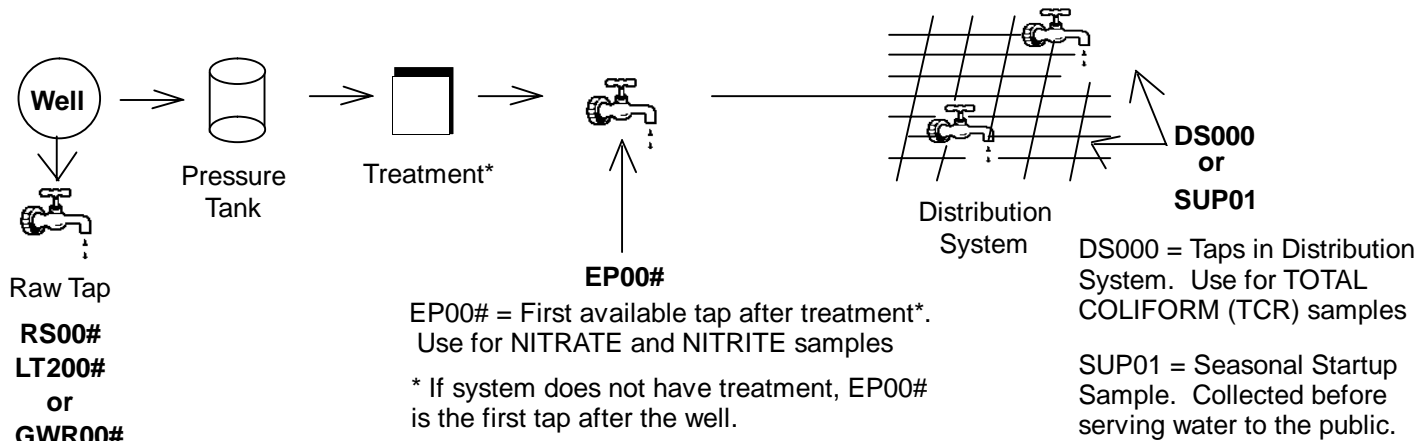 Well
Pressure
Tank
Treatment*
Raw Tap
RS00#
LT200#
or
GWR00#
EP00#
EP00# = First available tap after treatment*.
Use for NITRATE and NITRITE samples
* If system does not have treatment, EP00#
is the first tap after the well.
Distribution
System
DS000
or
SUP01
DS000 = Taps in Distribution
System. Use for TOTAL
COLIFORM (TCR) samples
SUP01 = Seasonal Startup
Sample. Collected before
serving water to the public.